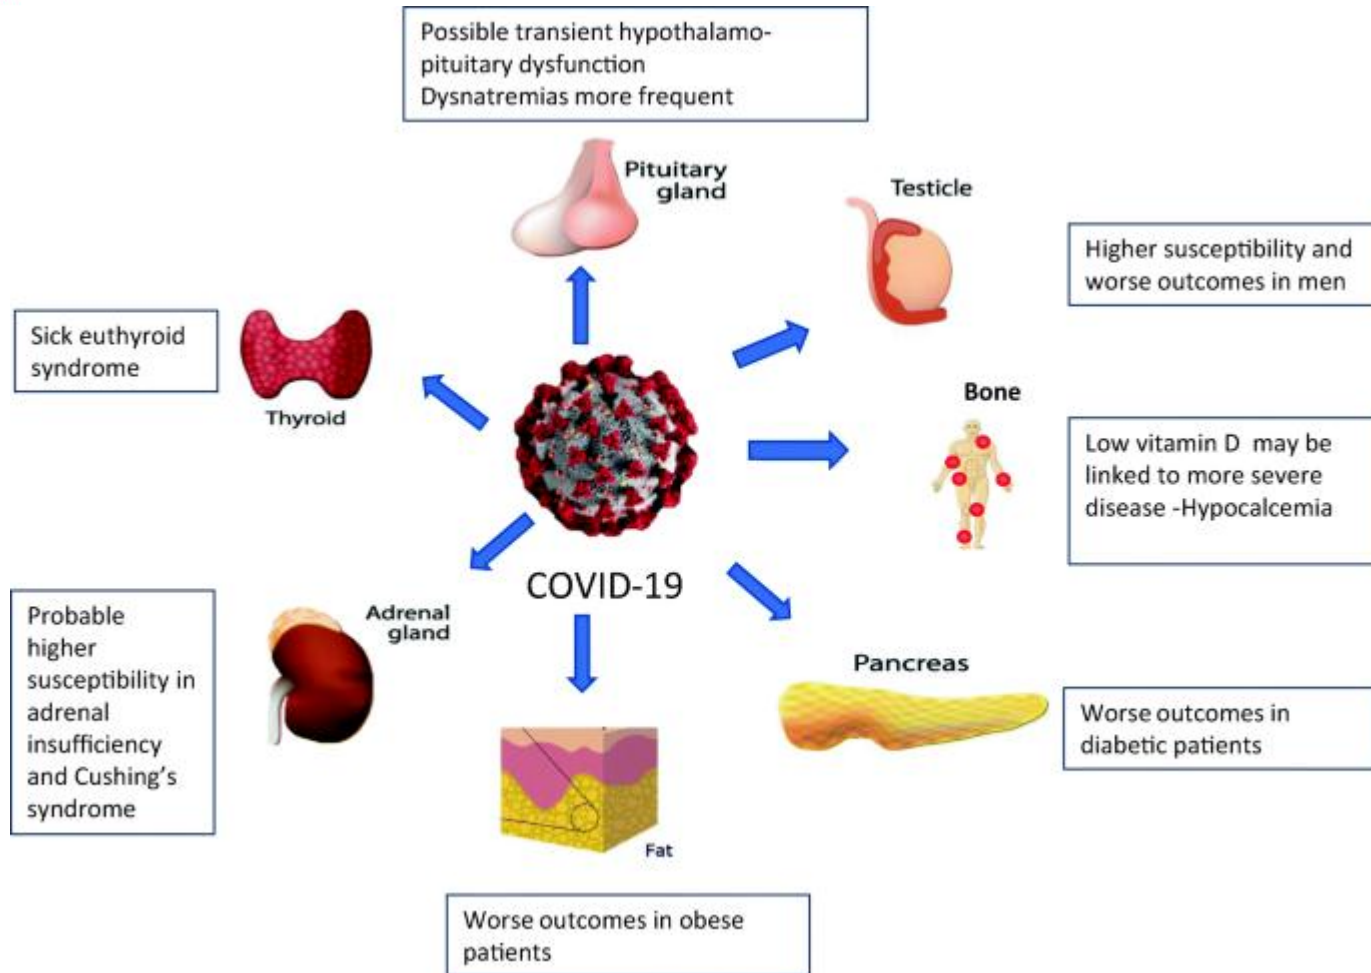 Possible transient hypothalamo-
pituitary dysfunction
Dysnatremias more frequent
Pituitary
gland
Testicle
Higher susceptibility and
worse outcomes in men
Sick euthyroid
syndrome
Thyroid
Bone
Low vitamin D  may be
linked to more severe
disease -Hypocalcemia
COVID-19
Probable
higher
susceptibility in
adrenal
insufficiency
and Cushing’s
syndrome
Adrenal
gland
Pancreas
Worse outcomes in
diabetic patients
Fat
Worse outcomes in obese
patients